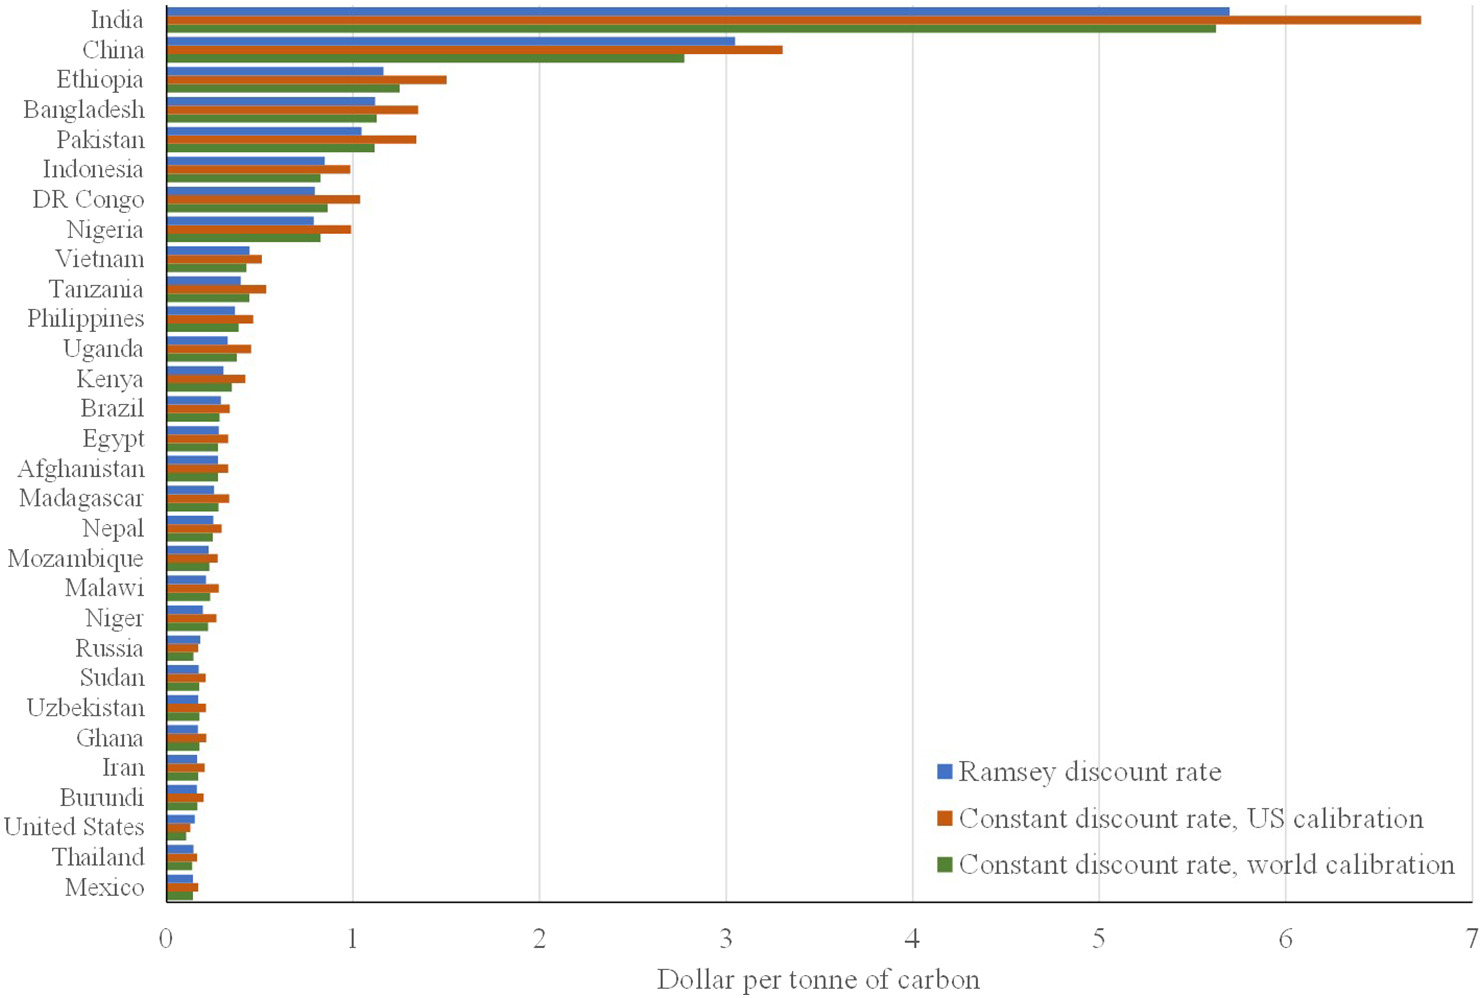 India
China
Ethiopia
Bangladesh
Pakistan
Indonesia
DR Congo
Nigeria
Vietnam
Tanzania
Philippines
Uganda
Kenya
Brazil
Egypt
Afghanistan
Madagascar
Nepal
Mozambique
Malawi
Niger
Russia
Sudan
Uzbekistan
Ghana
Iran
Burundi
United States
Thailand
Mexico
Ramsey discount rate
Constant discount rate, US calibration
Constant discount rate, world calibration
0 1 2 3 4 5 6 7
Dollar per tonne of carbon